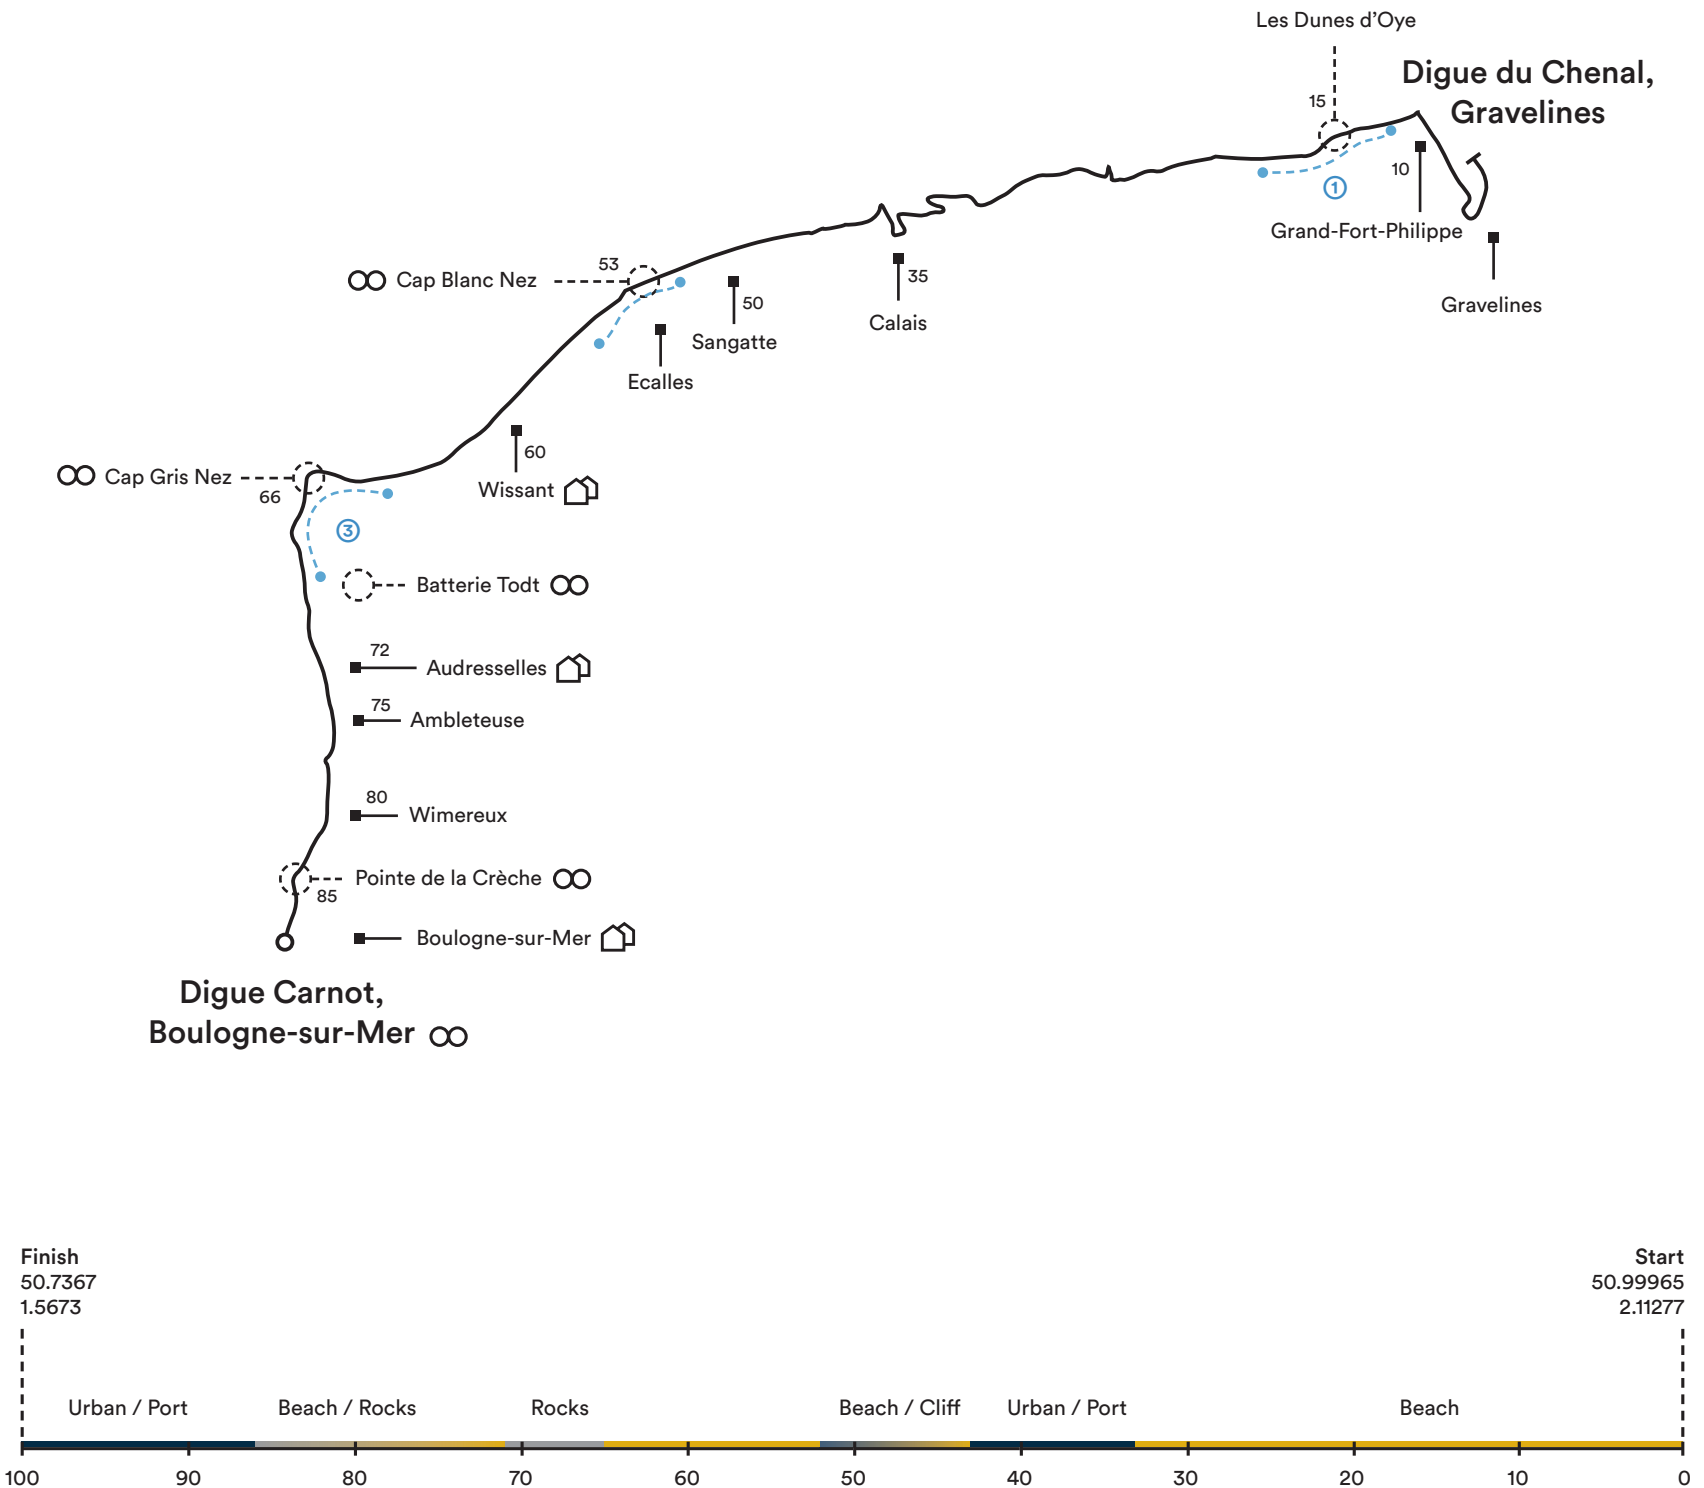 Les Dunes d’Oye
Digue du Chenal,
Gravelines
15
10
1
Grand-Fort-Philippe
Gravelines
53
Cap Blanc Nez
35
Calais
50
Sangatte
Ecalles
60
Wissant
Cap Gris Nez
66
3
Batterie Todt
72
Audresselles
75
Ambleteuse
80
Wimereux
Pointe de la Crèche
85
Boulogne-sur-Mer
Digue Carnot,
Boulogne-sur-Mer
Finish
50.7367
1.5673
Start
50.99965
2.11277
Urban / Port
Beach / Rocks
Rocks
Beach / Cliff
Urban / Port
Beach
100 90 80 70 60 50 40 30 20 10 0